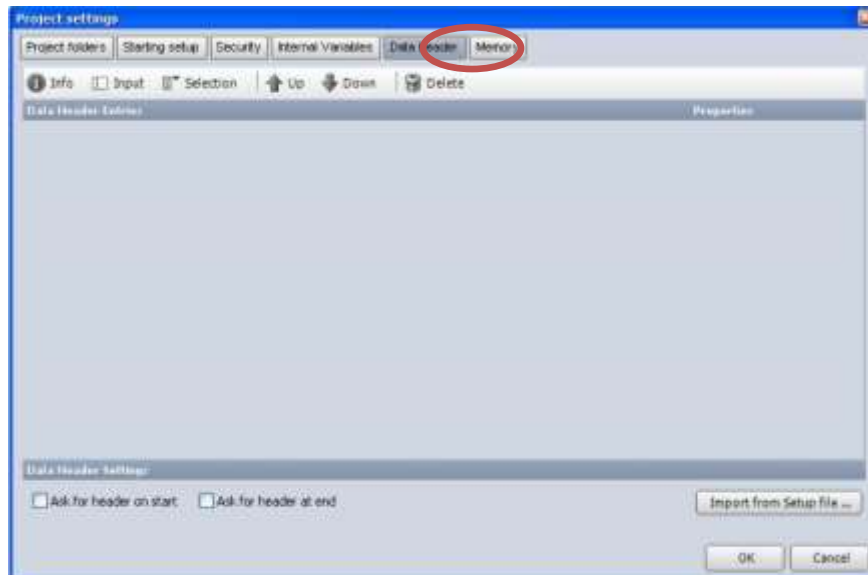 Project settings
Project folders Starting setup Security Internal Variables Data Header Memory
Info Input Selection Up Down Delete
Data Header Entries Properties
Data Header Settings
Ask for header on start Ask for header at end Import from Setup file ...
OK Cancel